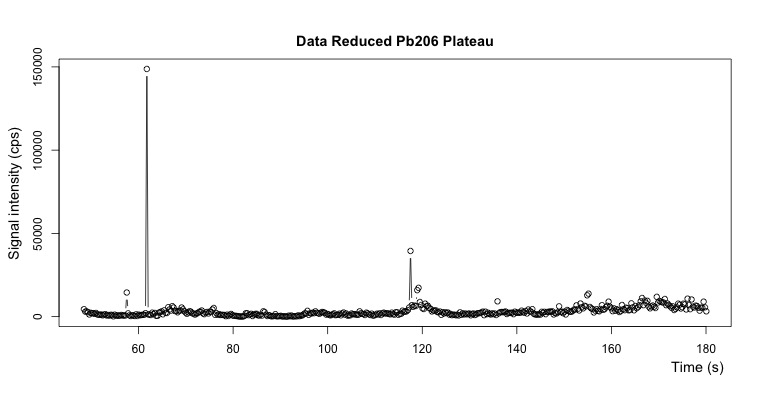 Data Reduced Pb206 Plateau
Signal intensity (cps)
150000
100000
50000
0
60 80 100 120 140 160 180
Time (s)